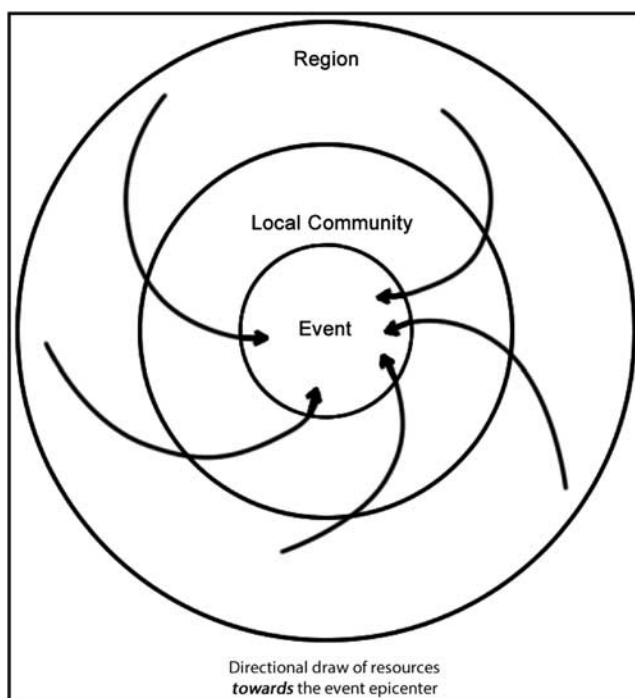 Region
Local Community
Event
Directional draw of resources
towards the event epicenter